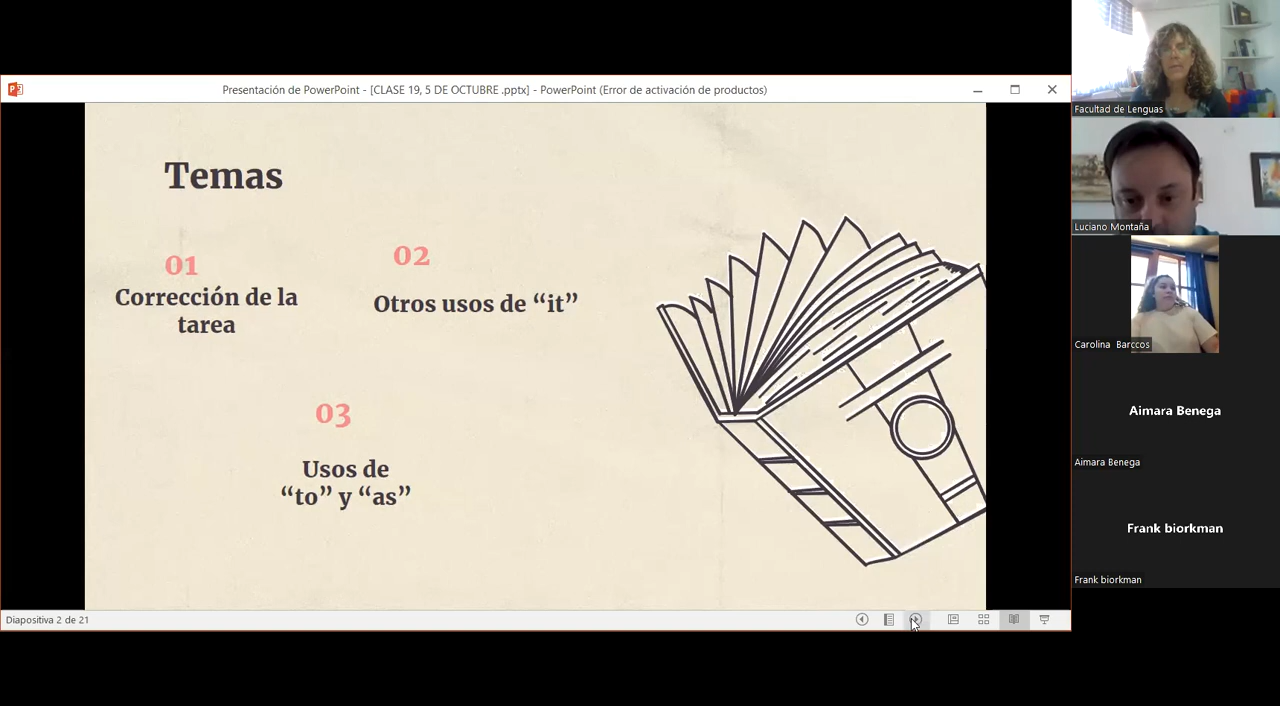 Presentación de PowerPoint - [CLASE 19, 5 DE OCTUBRE .pptx] - PowerPoint (Error de activación de productos)
Temas
01
Corrección de la
tarea
02
Otros usos de “it”
03
Usos de
“to” y “as”
Diapositiva 2 de 21
Facultad de Lenguas
Luciano Montaña
Carolina Barccos
Aimara Benega
Aimara Benega
Frank biorkman
Frank biorkman